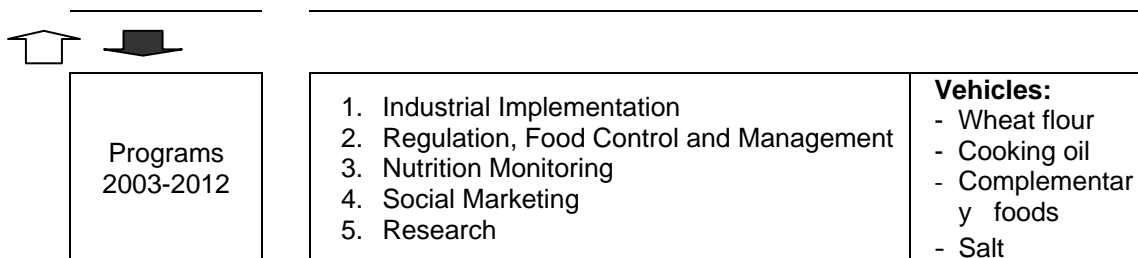 Programs
2003-2012
1. Industrial Implementation
2. Regulation, Food Control and Management
3. Nutrition Monitoring
4. Social Marketing
5. Research
Vehicles:
- Wheat flour
- Cooking oil
- Complementar
y foods
- Salt